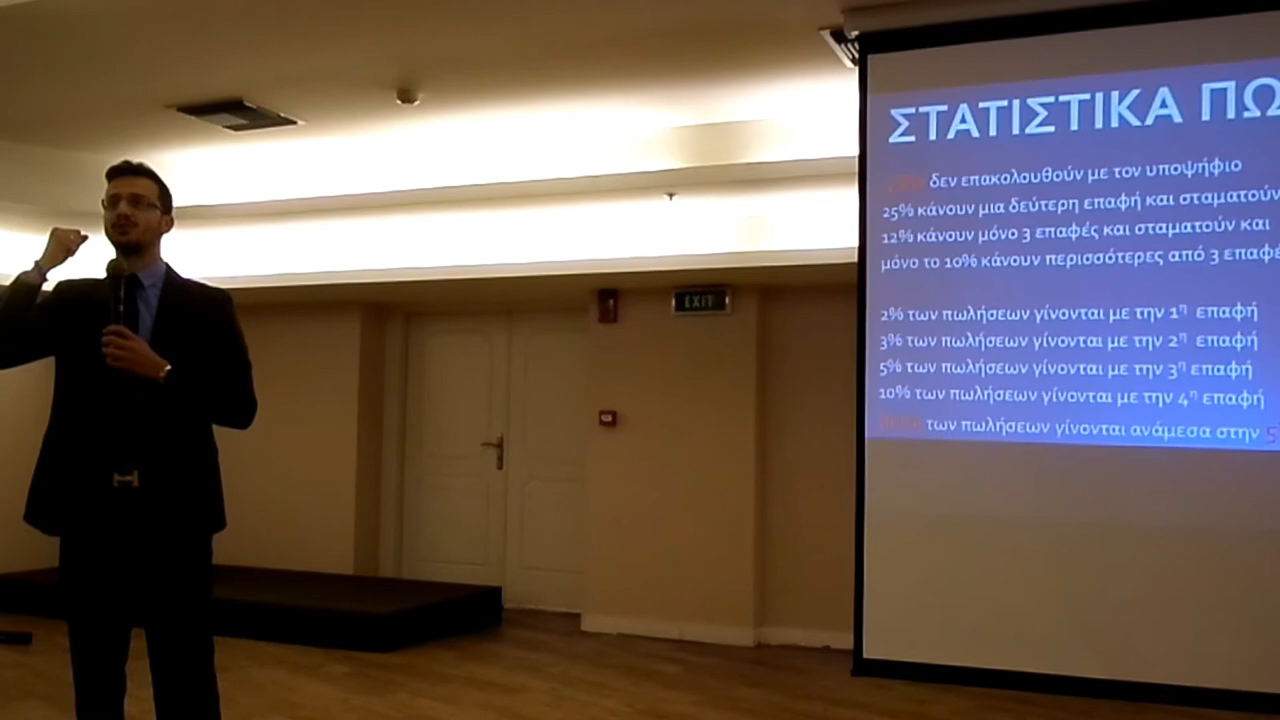 EXIT
ΣΤΑΤΙΣΤΙΚΑ ΠΩ
δεν επακολουθούν με τον υποψήφιο
25% κάνουν μια δεύτερη επαφή και σταματούν
12% κάνουν μόνο 3 επαφές και σταματούν και
μόνο το 10% κάνουν περισσότερες από 3 επαφέ
2% των πωλήσεων γίνονται με την 1η επαφή
3% των πωλήσεων γίνονται με την 2η επαφή
5% των πωλήσεων γίνονται με την 3η επαφή
10% των πωλήσεων γίνονται με την 4η επαφή
των πωλήσεων γίνονται ανάμεσα στην 5